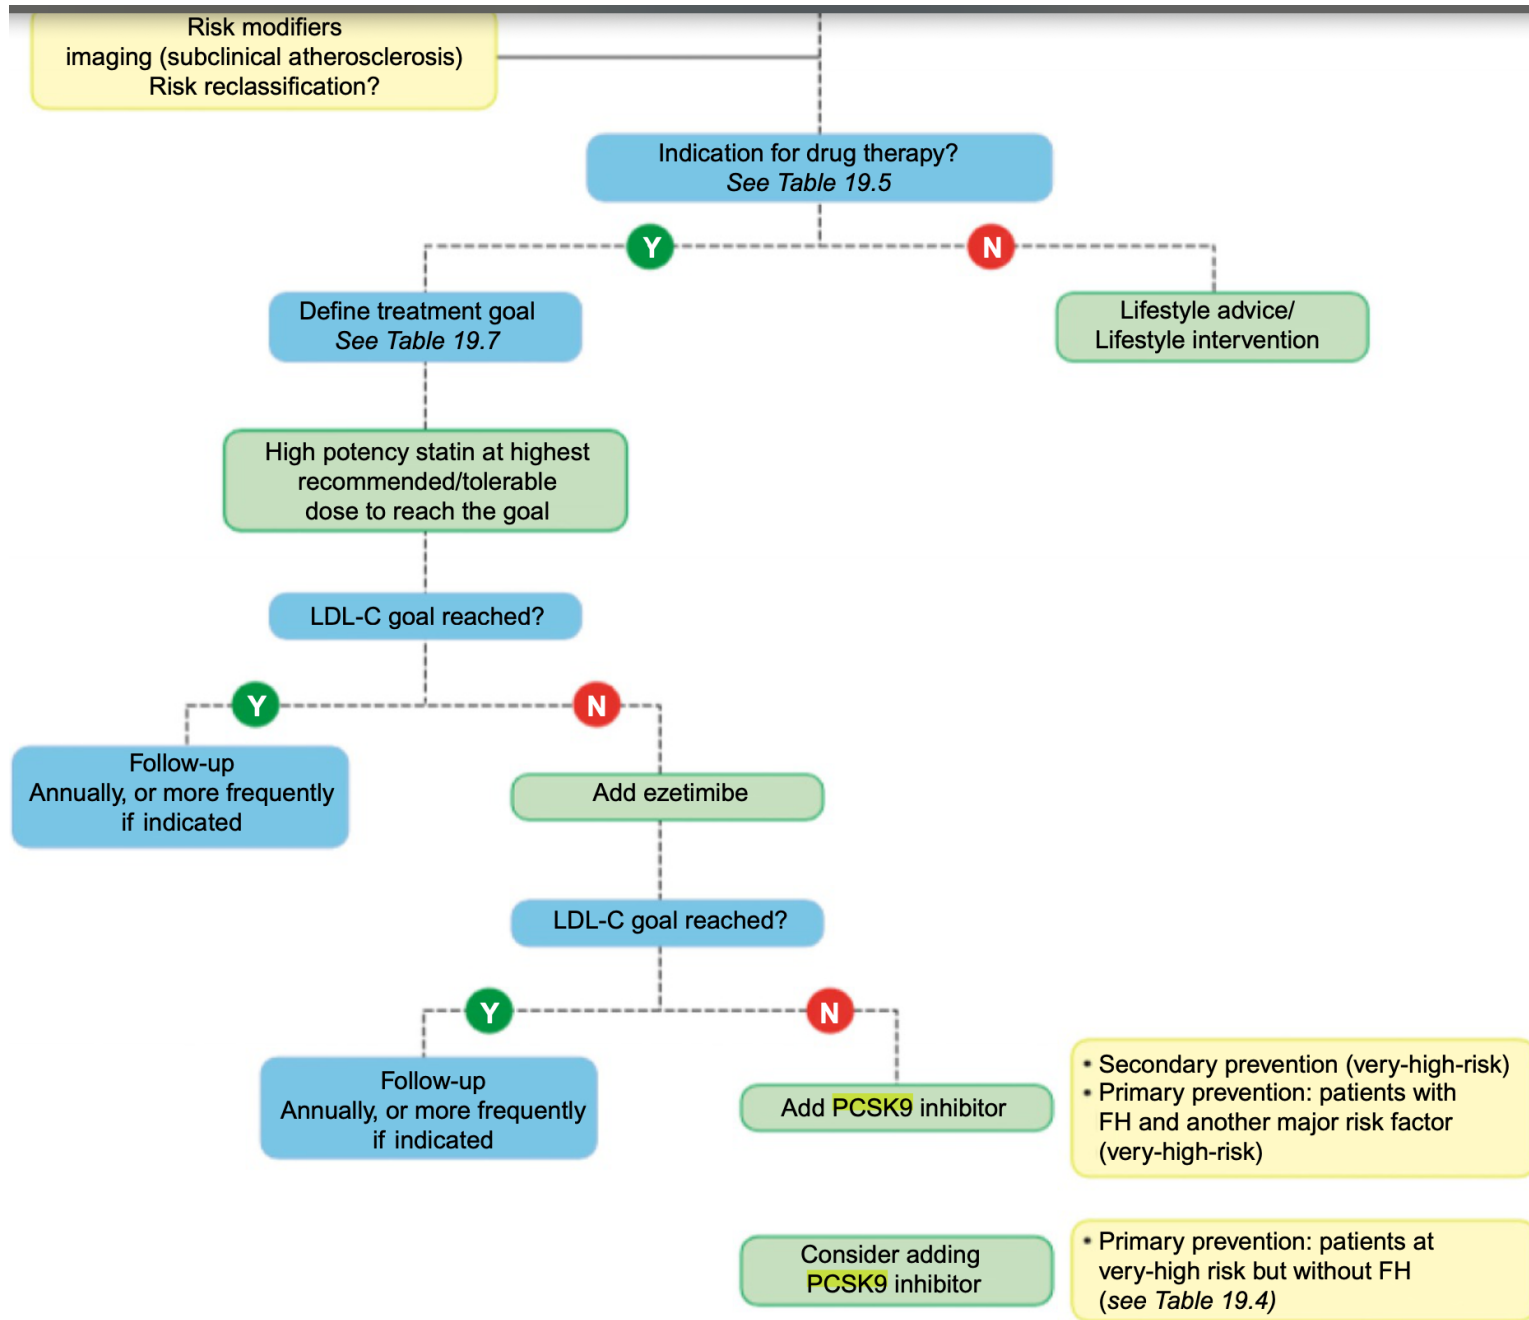 Risk modifiers
imaging (subclinical atherosclerosis)
Risk reclassification?
Indication for drug therapy?
See Table 19.5
Y
N
Define treatment goal
See Table 19.7
Lifestyle advice/
Lifestyle intervention
High potency statin at highest
recommended/tolerable
dose to reach the goal
LDL-C goal reached?
Y
N
Follow-up
Annually, or more frequently
if indicated
Add ezetimibe
LDL-C goal reached?
Y
N
Follow-up
Annually, or more frequently
if indicated
Add PCSK9 inhibitor
• Secondary prevention (very-high-risk)
• Primary prevention: patients with
FH and another major risk factor
(very-high-risk)
Consider adding
PCSK9 inhibitor
• Primary prevention: patients at
very-high risk but without FH
(see Table 19.4)